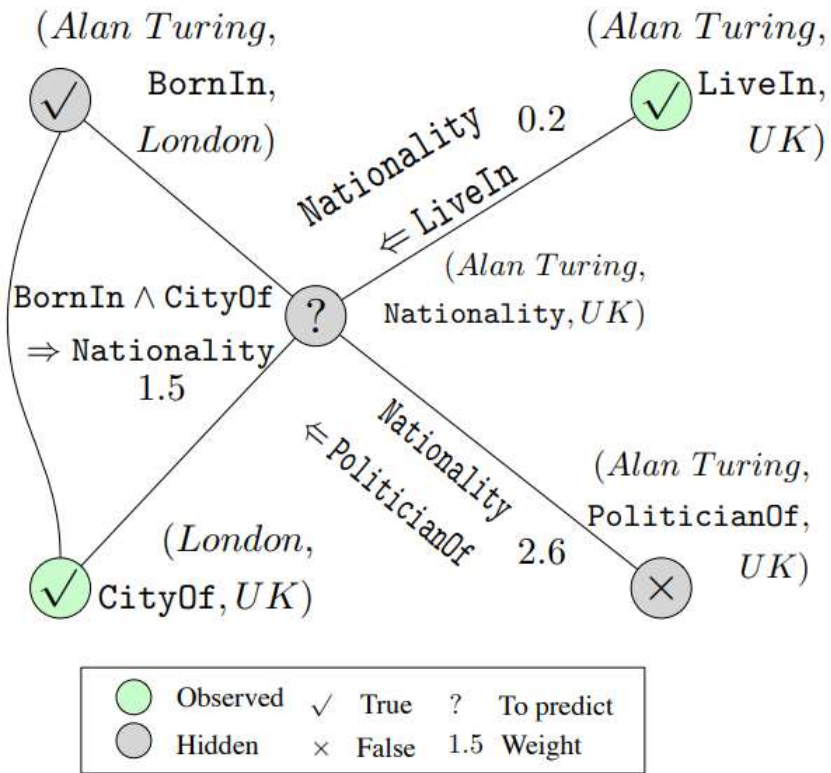 (Alan Turing,
BornIn,
London)
✓
(Alan Turing,
LiveIn,
UK)
✓
Nationality 0.2
⇐ LiveIn
(Alan Turing,
Nationality, UK)
?
BornIn ∧ CityOf
⇒ Nationality
1.5
Nationality
⇐ PoliticianOf
2.6
(London,
CityOf, UK)
✓
(Alan Turing,
PoliticianOf,
UK)
×
Observed ✓ True ? To predict
Hidden × False 1.5 Weight